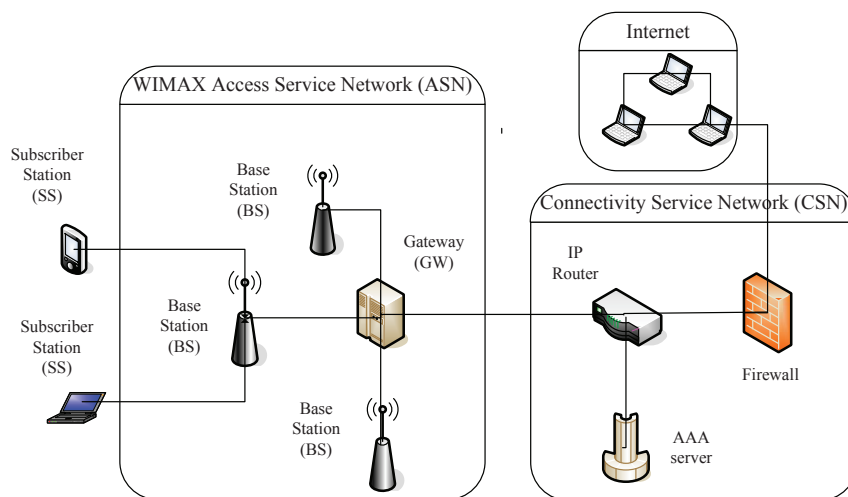 Internet
WIMAX Access Service Network (ASN)
Subscriber
Station
(SS)
Base
Station
(BS)
Connectivity Service Network (CSN)
Gateway
(GW)
IP
Router
Base
Station
(BS)
Subscriber
Station
(SS)
Firewall
Base
Station
(BS)
AAA
server